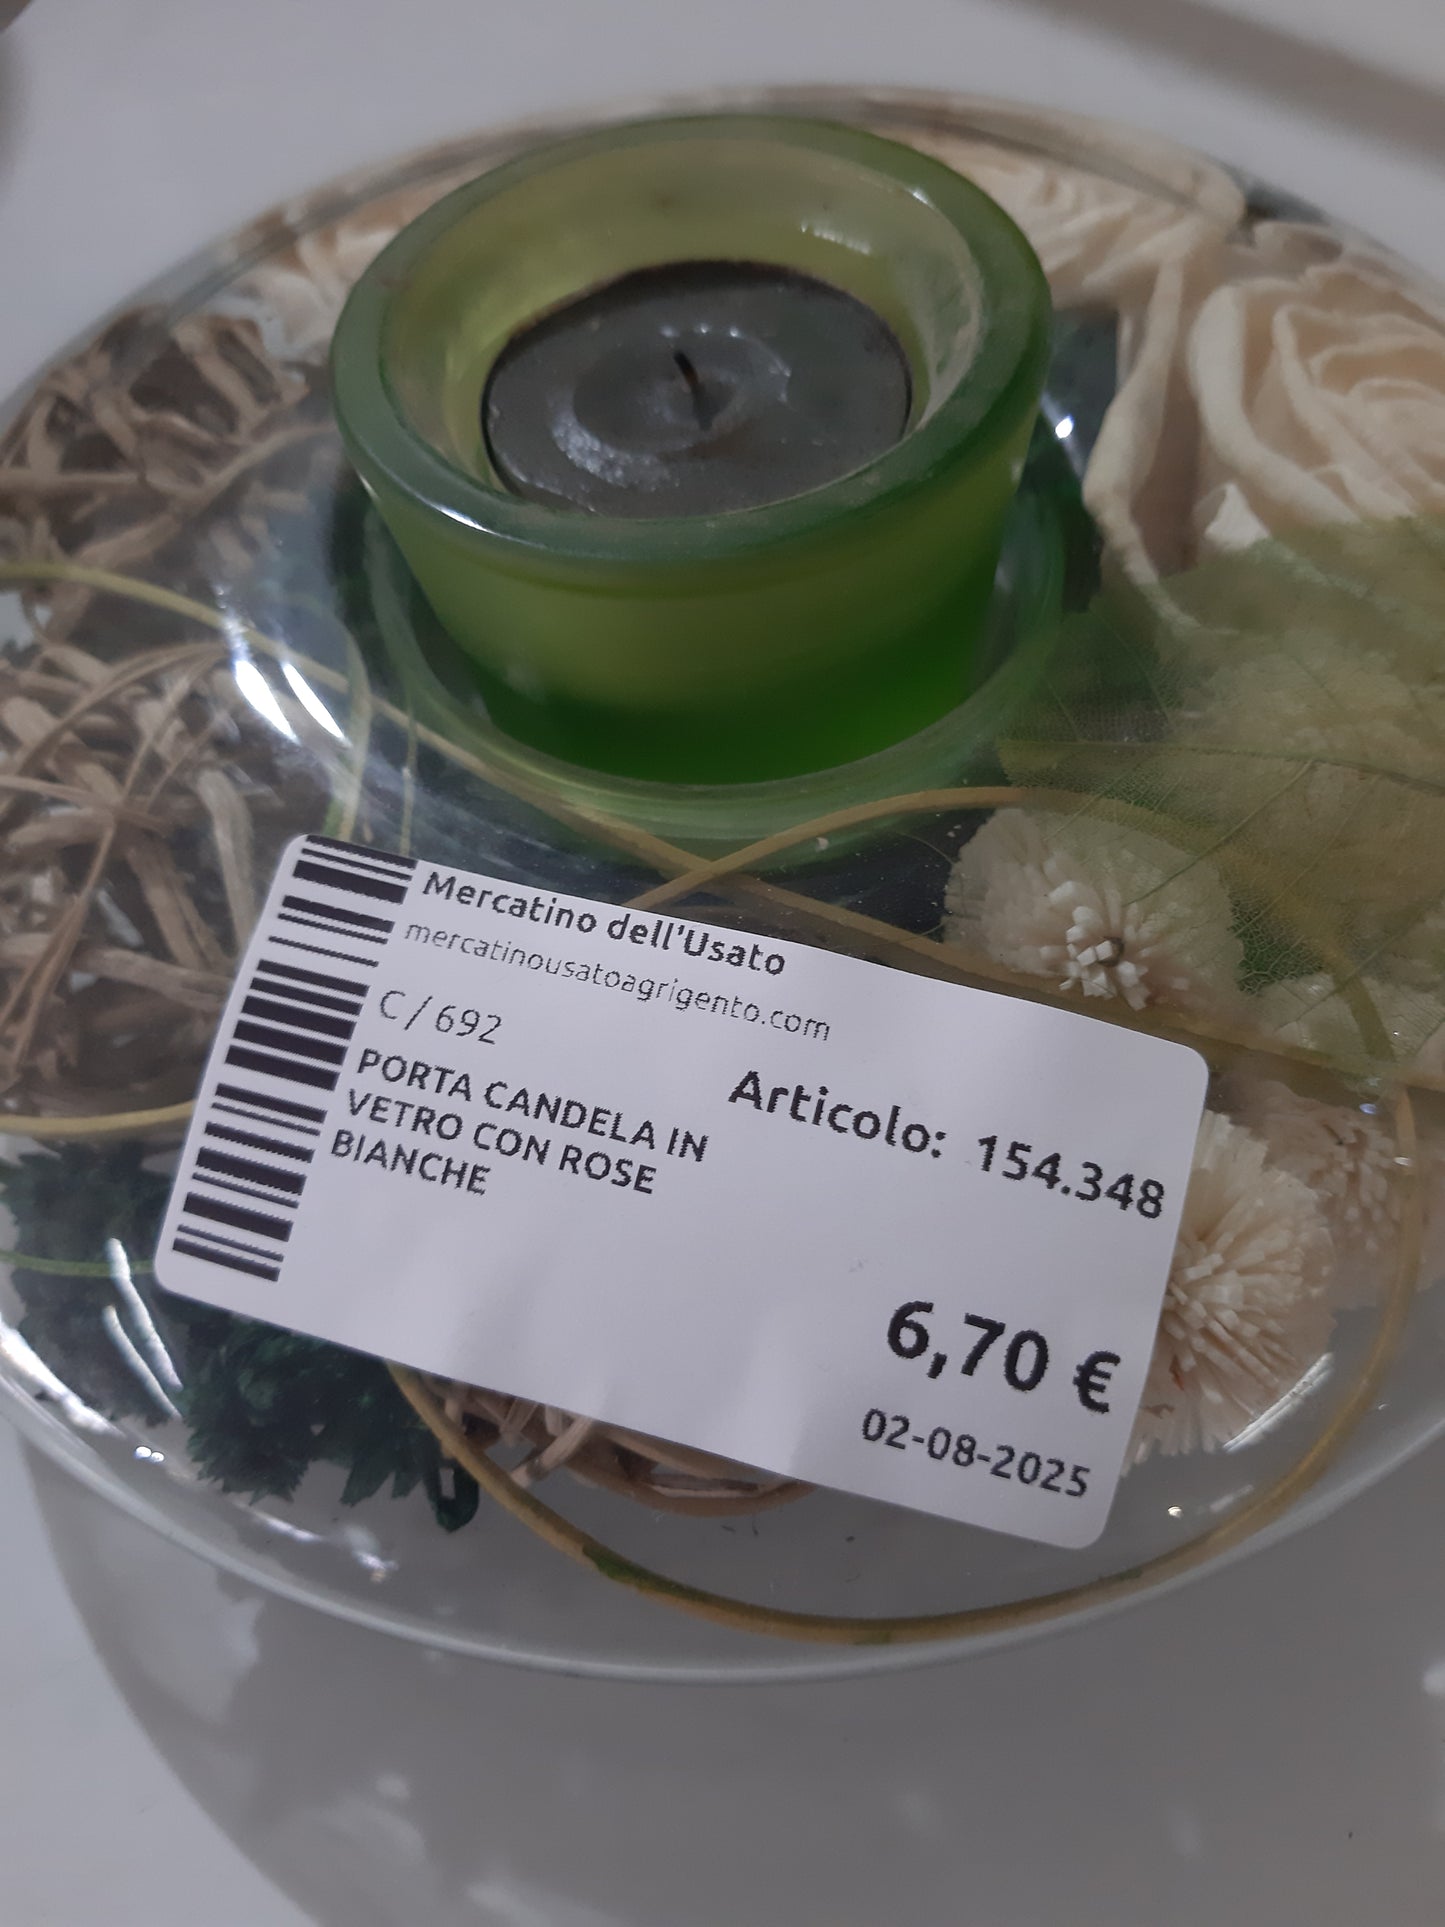 Mercatino dell'Usato
mercatinousatoagrigento.com
C / 692
PORTA CANDELA IN
VETRO CON ROSE
BIANCHE
Articolo: 154.348
6,70 €
02-08-2025